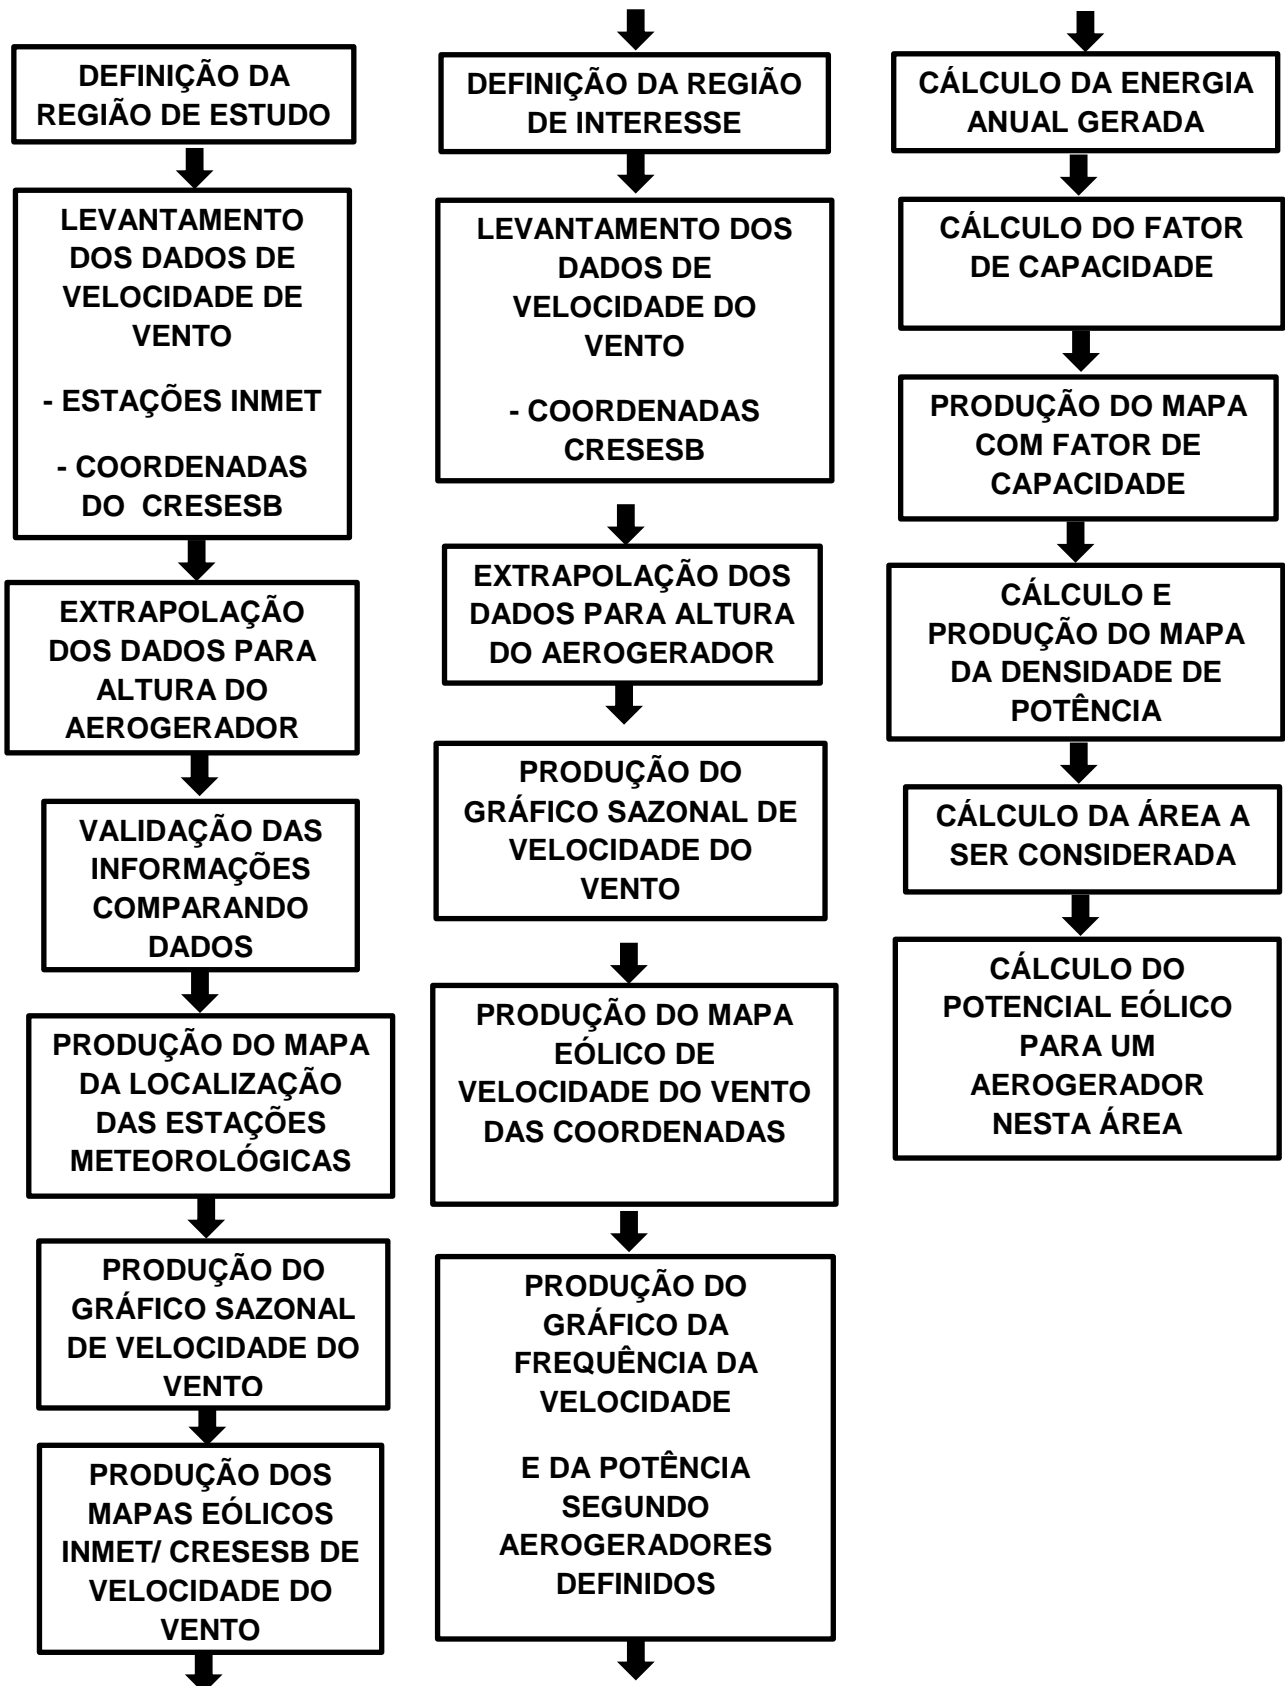 DEFINIÇÃO DA
REGIÃO DE ESTUDO
LEVANTAMENTO
DOS DADOS DE
VELOCIDADE DE
VENTO
- ESTAÇÕES INMET
- COORDENADAS
DO CRESESB
EXTRAPOLAÇÃO
DOS DADOS PARA
ALTURA DO
AEROGERADOR
VALIDAÇÃO DAS
INFORMAÇÕES
COMPARANDO
DADOS
PRODUÇÃO DO MAPA
DA LOCALIZAÇÃO
DAS ESTAÇÕES
METEOROLÓGICAS
PRODUÇÃO DO
GRÁFICO SAZONAL
DE VELOCIDADE DO
VENTO
PRODUÇÃO DOS
MAPAS EÓLICOS
INMET/ CRESESB DE
VELOCIDADE DO
VENTO
DEFINIÇÃO DA REGIÃO
DE INTERESSE
LEVANTAMENTO DOS
DADOS DE
VELOCIDADE DO
VENTO
- COORDENADAS
CRESESB
EXTRAPOLAÇÃO DOS
DADOS PARA ALTURA
DO AEROGERADOR
PRODUÇÃO DO
GRÁFICO SAZONAL DE
VELOCIDADE DO
VENTO
PRODUÇÃO DO MAPA
EÓLICO DE
VELOCIDADE DO VENTO
DAS COORDENADAS
PRODUÇÃO DO
GRÁFICO DA
FREQUÊNCIA DA
VELOCIDADE
E DA POTÊNCIA
SEGUNDO
AEROGERADORES
DEFINIDOS
CÁLCULO DA ENERGIA
ANUAL GERADA
CÁLCULO DO FATOR
DE CAPACIDADE
PRODUÇÃO DO MAPA
COM FATOR DE
CAPACIDADE
CÁLCULO E
PRODUÇÃO DO MAPA
DA DENSIDADE DE
POTÊNCIA
CÁLCULO DA ÁREA A
SER CONSIDERADA
CÁLCULO DO
POTENCIAL EÓLICO
PARA UM
AEROGERADOR
NESTA ÁREA